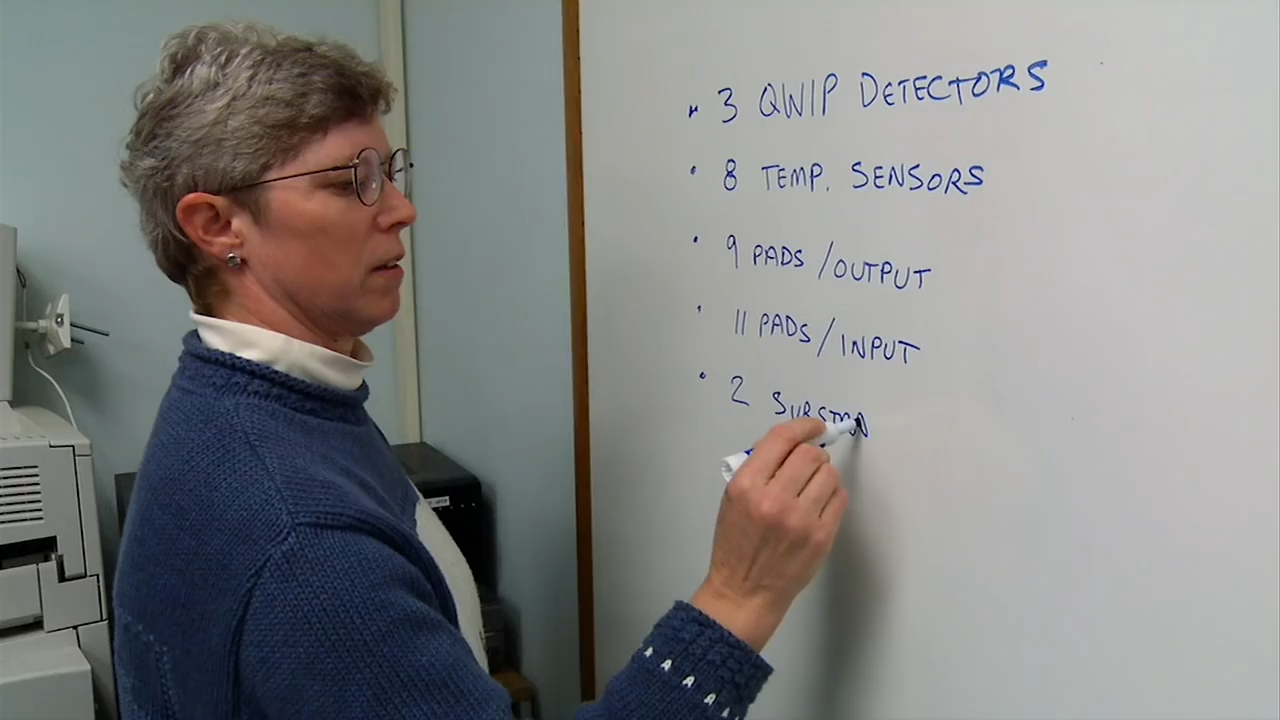 • 3 QWIP DETECTORS
• 8 TEMP. SENSORS
• 9 PADS / OUTPUT
• 11 PADS / INPUT
• 2